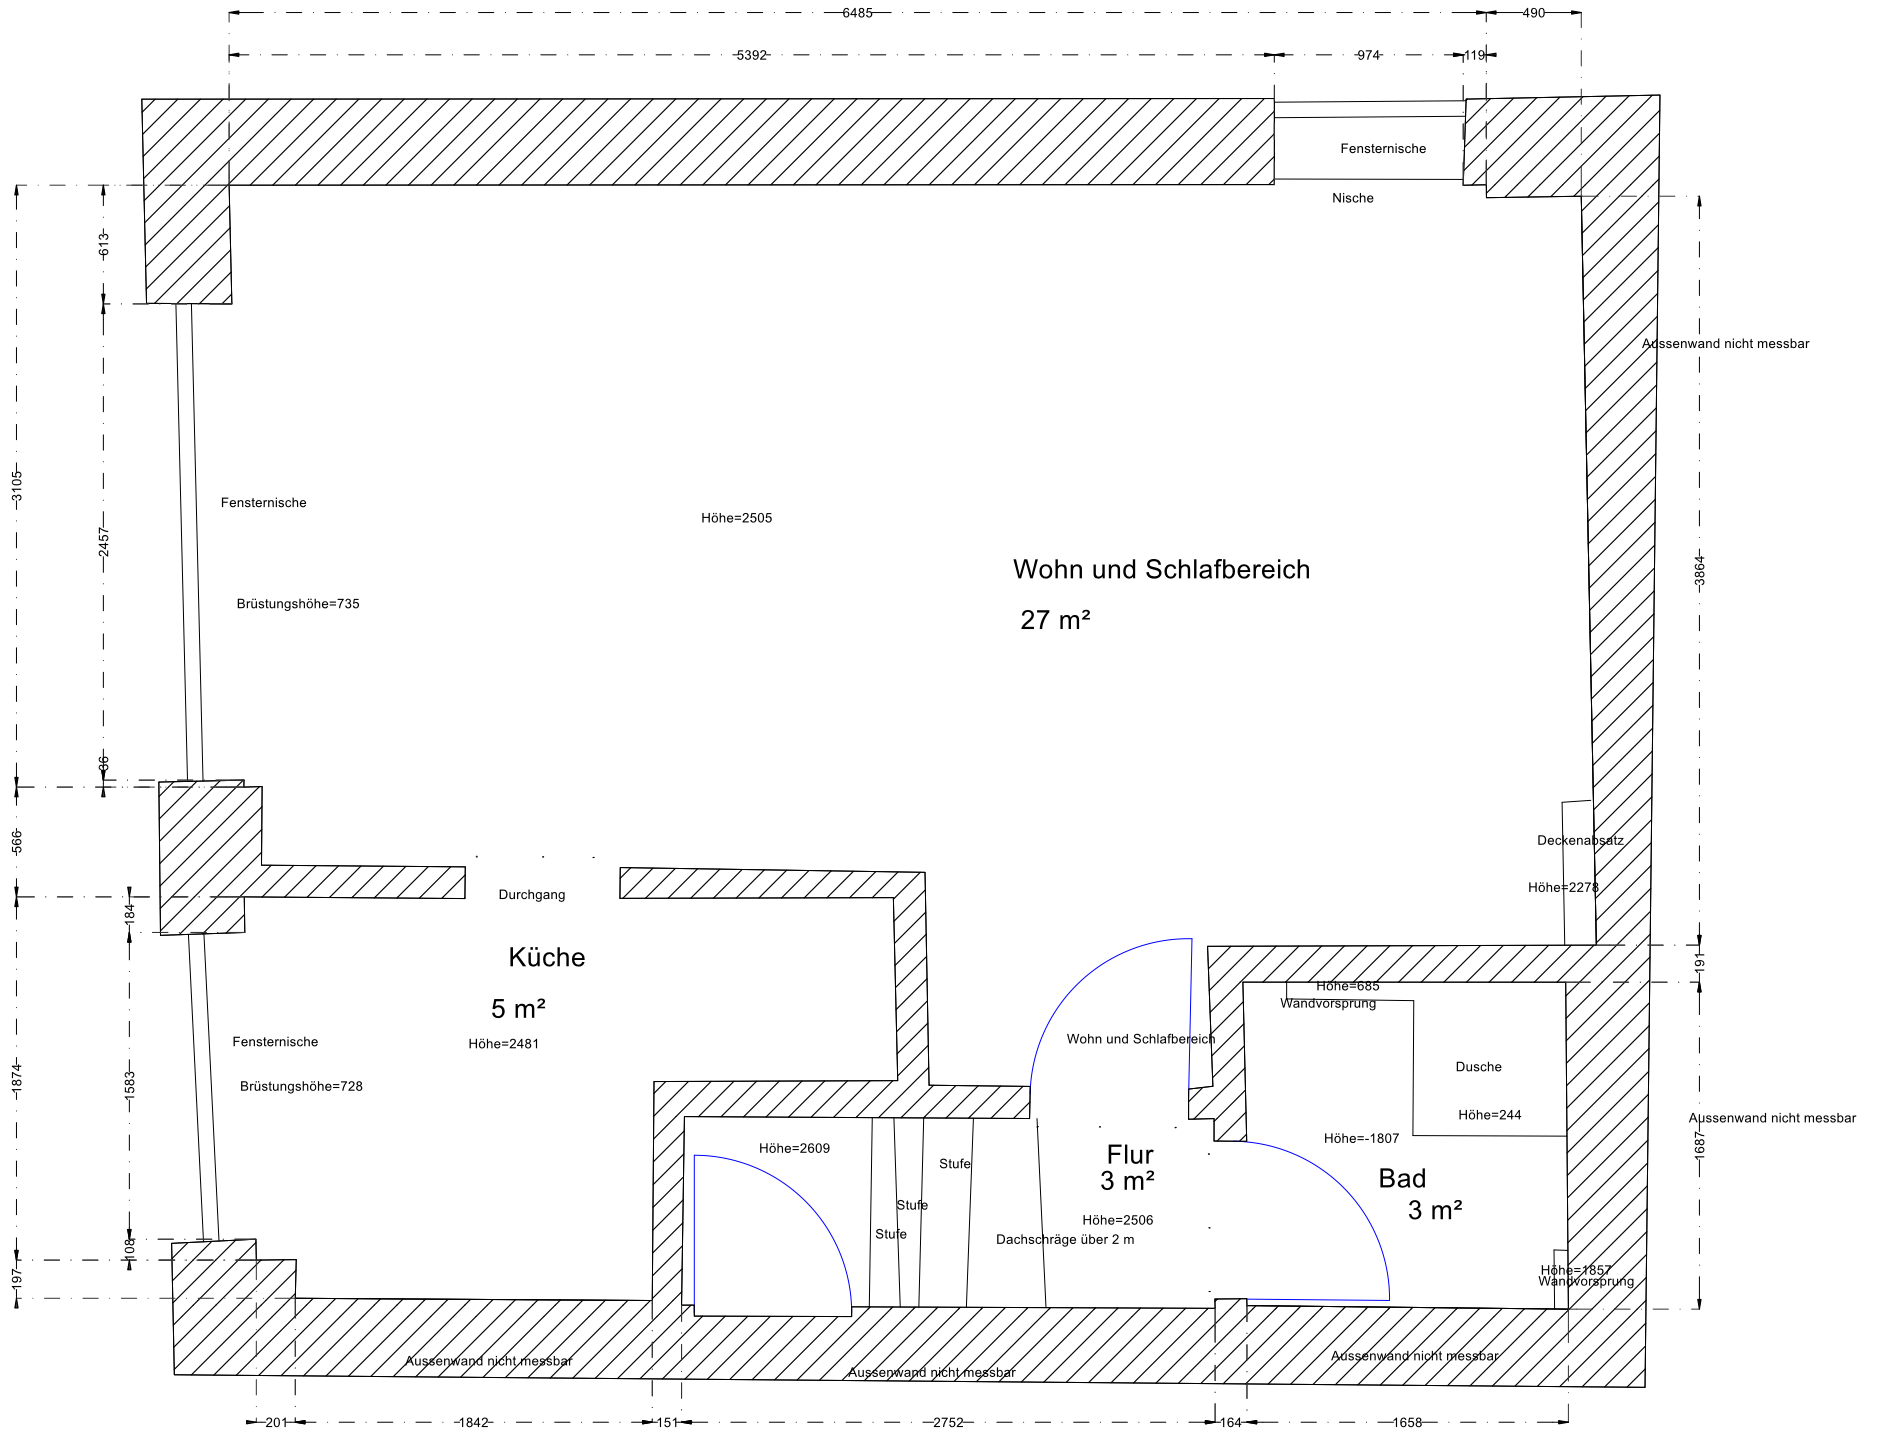 6485
490
5392
974
119
Fensternische
Nische
613
Aussenwand nicht messbar
3105
2457
Fensternische
Höhe=2505
Wohn und Schlafbereich
27 m²
3864
Brüstungshöhe=735
36
566
Deckenabsatz
Höhe=2278
Durchgang
184
Küche
191
Höhe=685
Wandvorsprung
5 m²
Fensternische
Höhe=2481
Wohn und Schlafbereich
Dusche
1874
1583
Brüstungshöhe=728
Höhe=244
Aussenwand nicht messbar
Höhe=-1807
1687
Höhe=2609
Flur
3 m²
Stufe
Bad
3 m²
Stufe
Höhe=2506
Stufe
Dachschräge über 2 m
108
Höhe=1857
Wandvorsprung
197
Aussenwand nicht messbar
Aussenwand nicht messbar
Aussenwand nicht messbar
201
1842
151
2752
164
1658